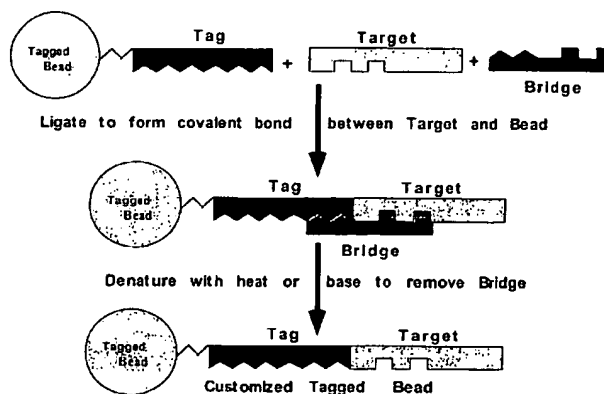 Tag
Target
Tagged
Bead
+
+
Bridge
Ligate to form covalent bond between Target and Bead
Tag
Target
Tagged
Bead
Bridge
Denature with heat or base to remove Bridge
Tag
Target
Tagged
Bead
Customized Tagged Bead